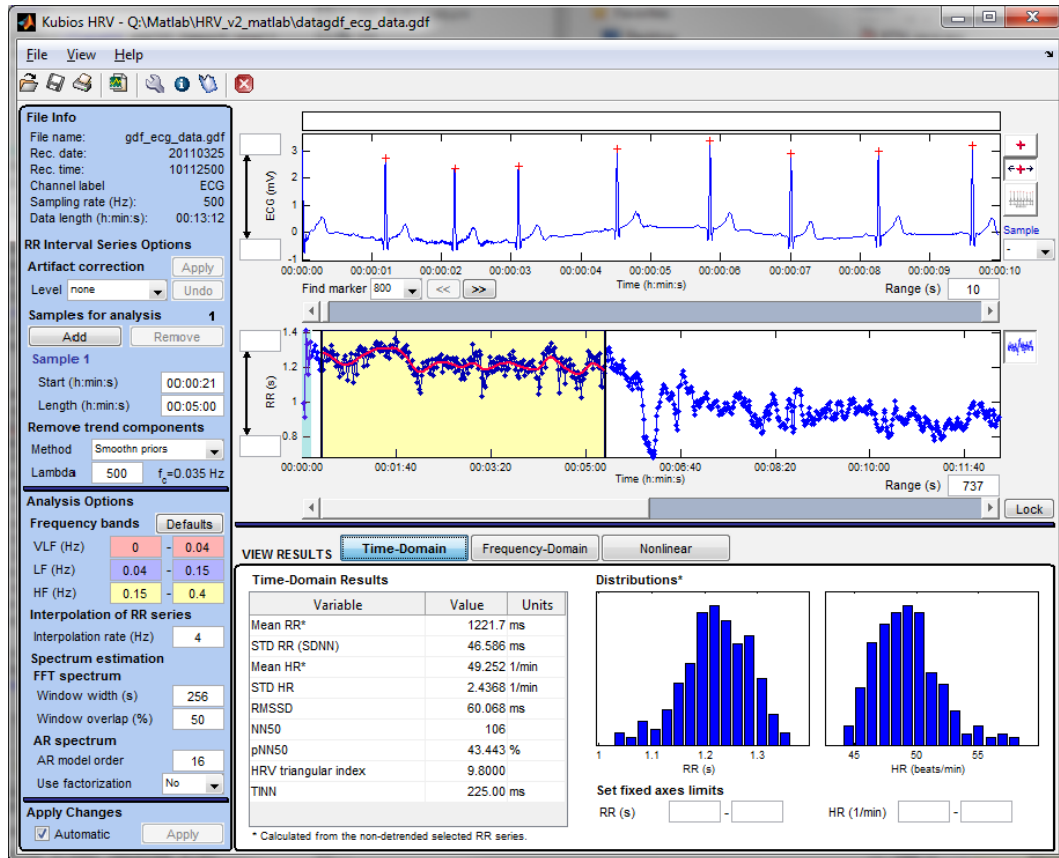 Kubios HRV - Q:\Matlab\HRV_v2_matlab\datagdf_ecg_data.gdf
File View Help
File Info
File name: gdf_ecg_data.gdf
Rec. date: 20110325
Rec. time: 10112500
Channel label ECG
Sampling rate (Hz): 500
Data length (h:min:s): 00:13:12
RR Interval Series Options
Artifact correction Apply
Level none Undo
Samples for analysis 1
Add Remove
Sample 1
Start (h:min:s) 00:00:21
Length (h:min:s) 00:05:00
Remove trend components
Method Smoothn priors
Lambda 500 fc=0.035 Hz
Analysis Options
Frequency bands Defaults
VLF (Hz) 0 - 0.04
LF (Hz) 0.04 - 0.15
HF (Hz) 0.15 - 0.4
Interpolation of RR series
Interpolation rate (Hz) 4
Spectrum estimation
FFT spectrum
Window width (s) 256
Window overlap (%) 50
AR spectrum
AR model order 16
Use factorization No
Apply Changes
Automatic Apply
ECG (mV)
3
2
1
0
-1
00:00:00 00:00:01 00:00:02 00:00:03 00:00:04 00:00:05 00:00:06 00:00:07 00:00:08 00:00:09 00:00:10
Sample
-
Find marker 800 << >> Time (h:min:s) Range (s) 10
RR (s)
1.4
1.2
1
0.8
00:00:00 00:01:40 00:03:20 00:05:00 00:06:40 00:08:20 00:10:00 00:11:40
Time (h:min:s)
Range (s) 737
Lock
VIEW RESULTS Time-Domain Frequency-Domain Nonlinear
Time-Domain Results
Variable Value Units
Mean RR* 1221.7 ms
STD RR (SDNN) 46.586 ms
Mean HR* 49.252 1/min
STD HR 2.4368 1/min
RMSSD 60.068 ms
NN50 106
pNN50 43.443 %
HRV triangular index 9.8000
TINN 225.00 ms
* Calculated from the non-detrended selected RR series.
Distributions*
1 1.1 1.2 1.3
RR (s)
45 50 55
HR (beats/min)
Set fixed axes limits
RR (s) - HR (1/min) -